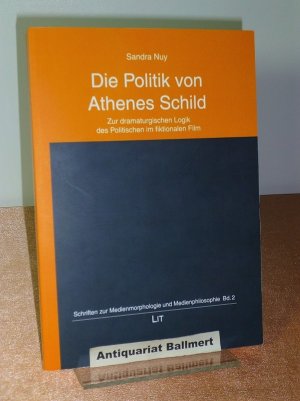 Sandra Nuy
Die Politik von
Athenes Schild
Zur dramaturgischen Logik
des Politischen im fiktionalen Film
Schriften zur Medienmorphologie und Medienphilosophie Bd. 2
LIT
Antiquariat Ballmert